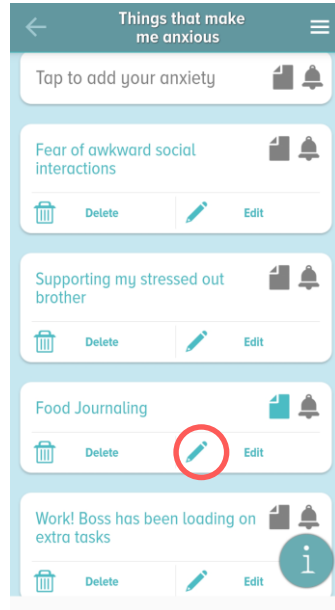 Things that make
me anxious
Tap to add your anxiety
Fear of awkward social
interactions
Delete Edit
Supporting my stressed out
brother
Delete Edit
Food Journaling
Delete Edit
Work! Boss has been loading on
extra tasks
i
Delete Edit